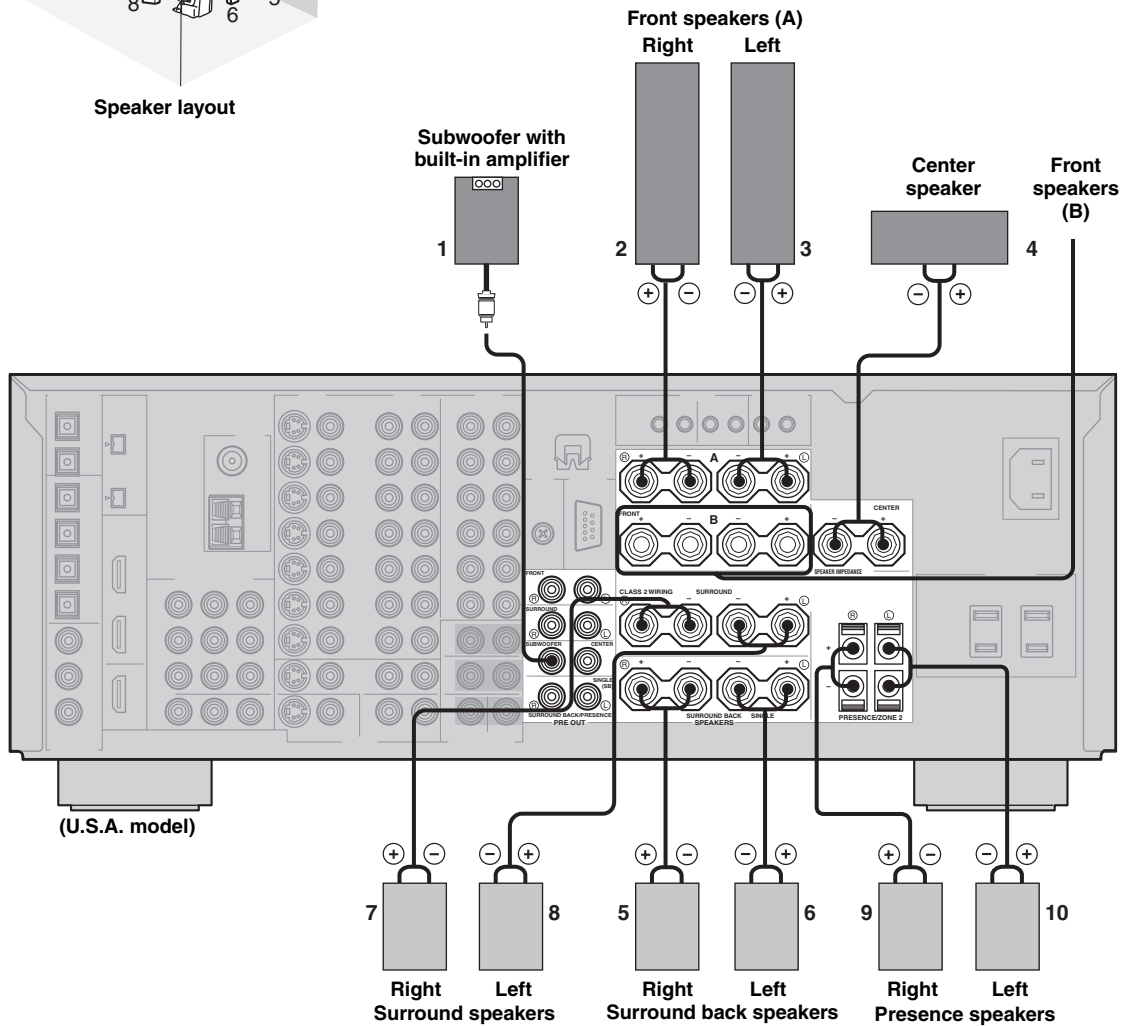 8
6
5
Speaker layout
Front speakers (A)
Right Left
Subwoofer with
built-in amplifier
Center
speaker
Front
speakers
(B)
1
2
3
4
+ −
− +
− +
R + − A − + L
FRONT
+ − B − +
CENTER
− +
SPEAKER IMPEDANCE
FRONT
R L
SURROUND
R L
SUBWOOFER CENTER
SINGLE
(SB)
R L
SURROUND BACK/PRESENCE
PRE OUT
CLASS 2 WIRING − SURROUND − + L
R
R + − − + L
SURROUND BACK SINGLE
SPEAKERS
R L
+
−
PRESENCE/ZONE 2
(U.S.A. model)
+ − − + + − − + + − − +
7 8 5 6 9 10
Right Left Right Left Right Left
Surround speakers Surround back speakers Presence speakers